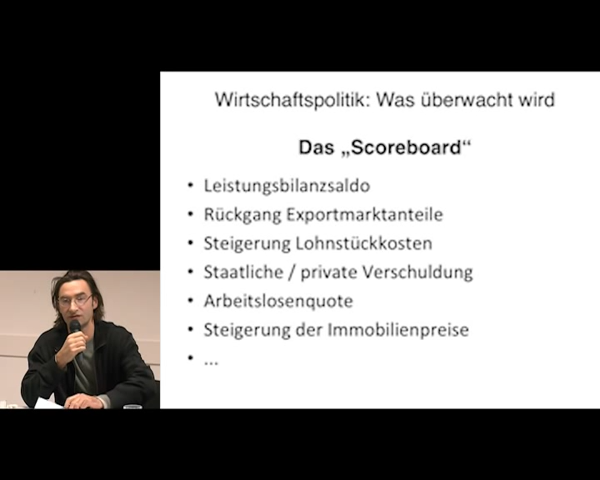 Wirtschaftspolitik: Was überwacht wird
Das „Scoreboard“
• Leistungsbilanzsaldo
• Rückgang Exportmarktanteile
• Steigerung Lohnstückkosten
• Staatliche / private Verschuldung
• Arbeitslosenquote
• Steigerung der Immobilienpreise
• ...